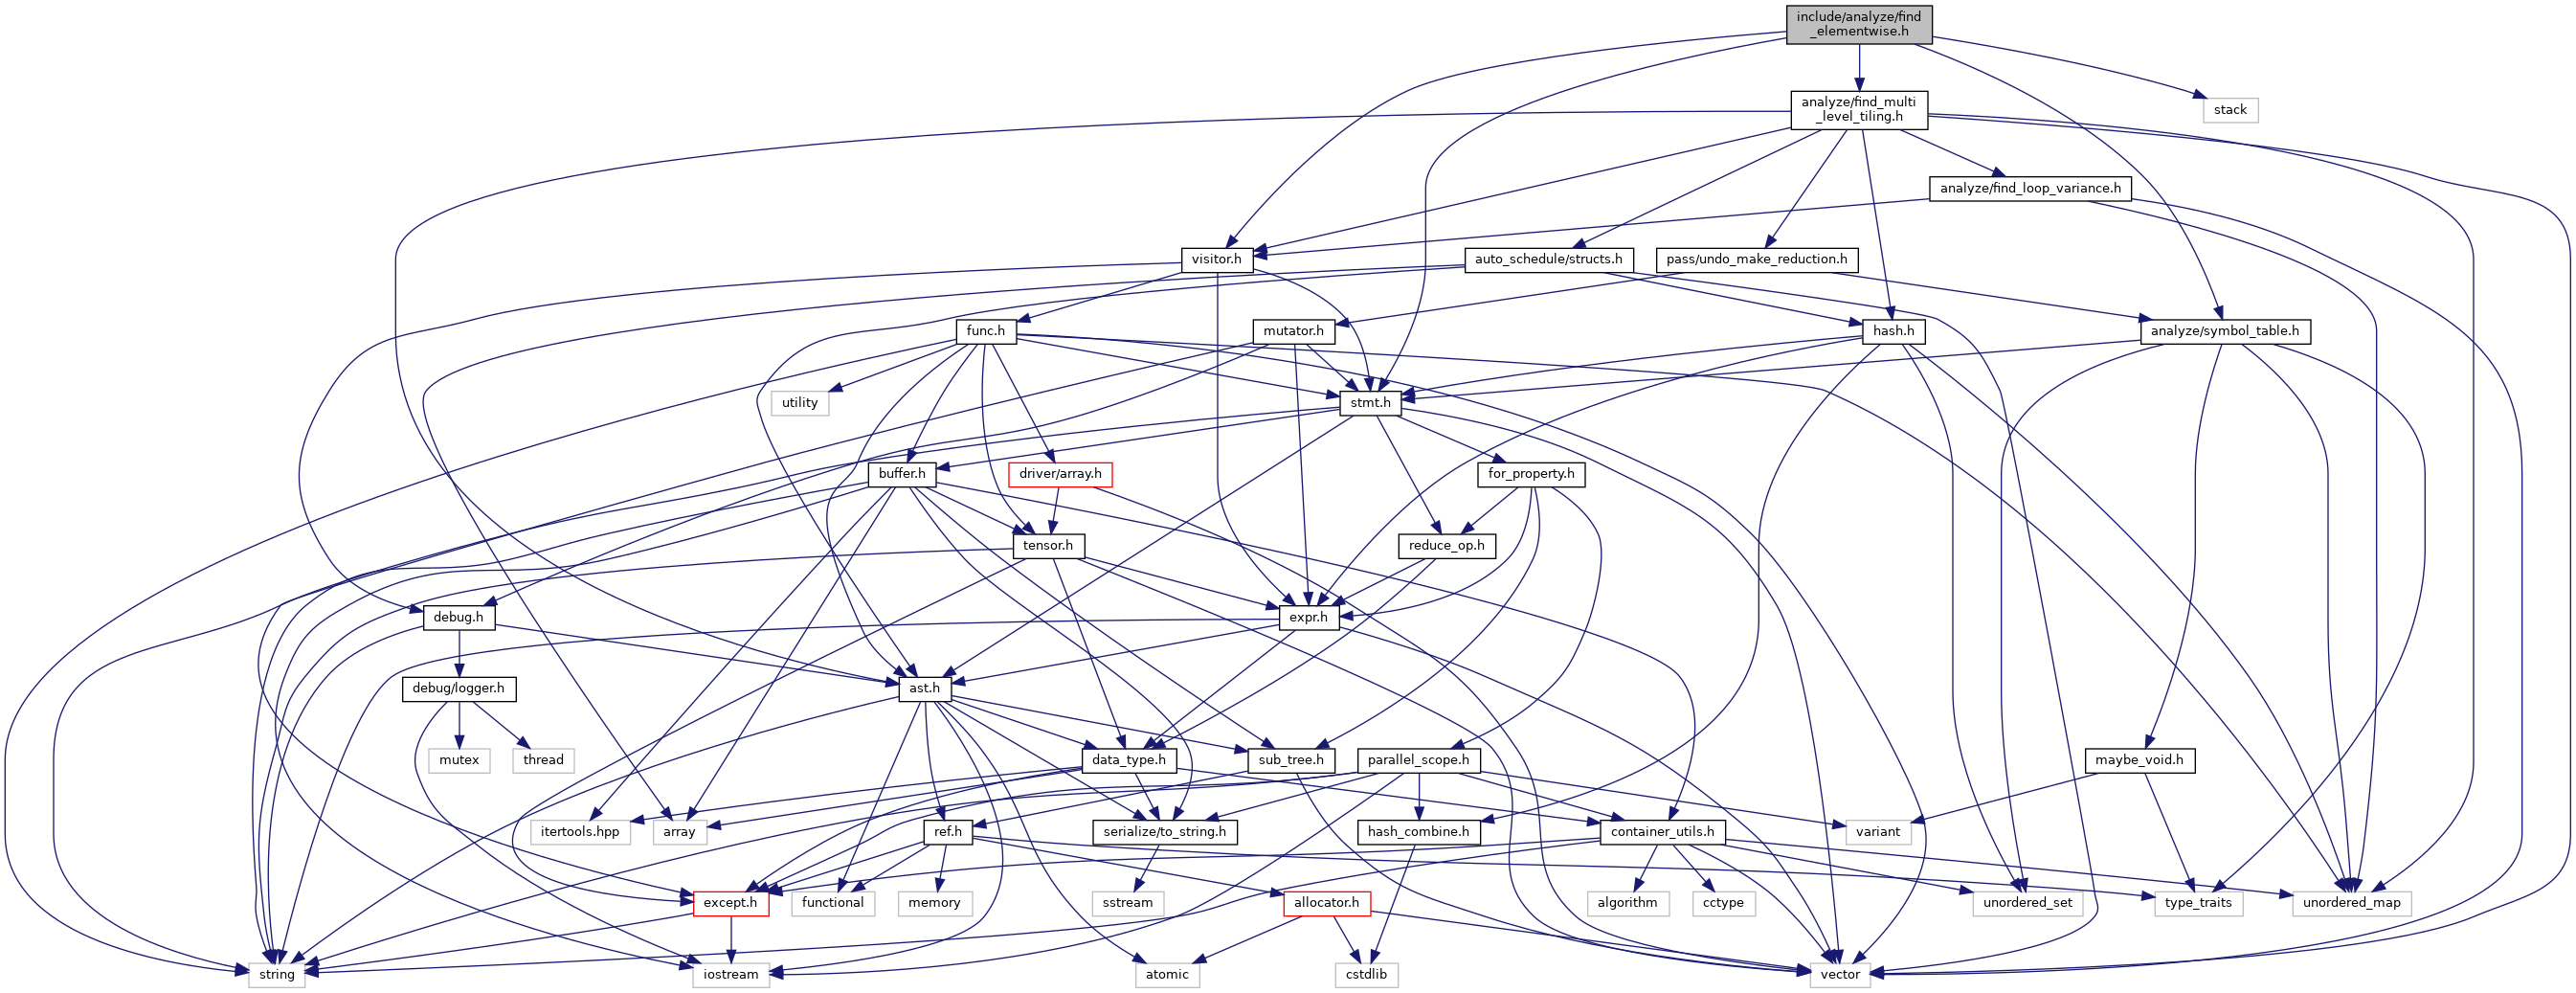 include/analyze/find
_elementwise.h
analyze/find_multi
_level_tiling.h
stack
analyze/find_loop_variance.h
visitor.h
auto_schedule/structs.h
pass/undo_make_reduction.h
func.h
mutator.h
hash.h
analyze/symbol_table.h
utility
stmt.h
buffer.h
driver/array.h
for_property.h
tensor.h
reduce_op.h
debug.h
expr.h
debug/logger.h
ast.h
mutex
thread
data_type.h
sub_tree.h
parallel_scope.h
maybe_void.h
itertools.hpp
array
ref.h
serialize/to_string.h
hash_combine.h
container_utils.h
variant
except.h
functional
memory
sstream
allocator.h
algorithm
cctype
unordered_set
type_traits
unordered_map
string
iostream
atomic
cstdlib
vector